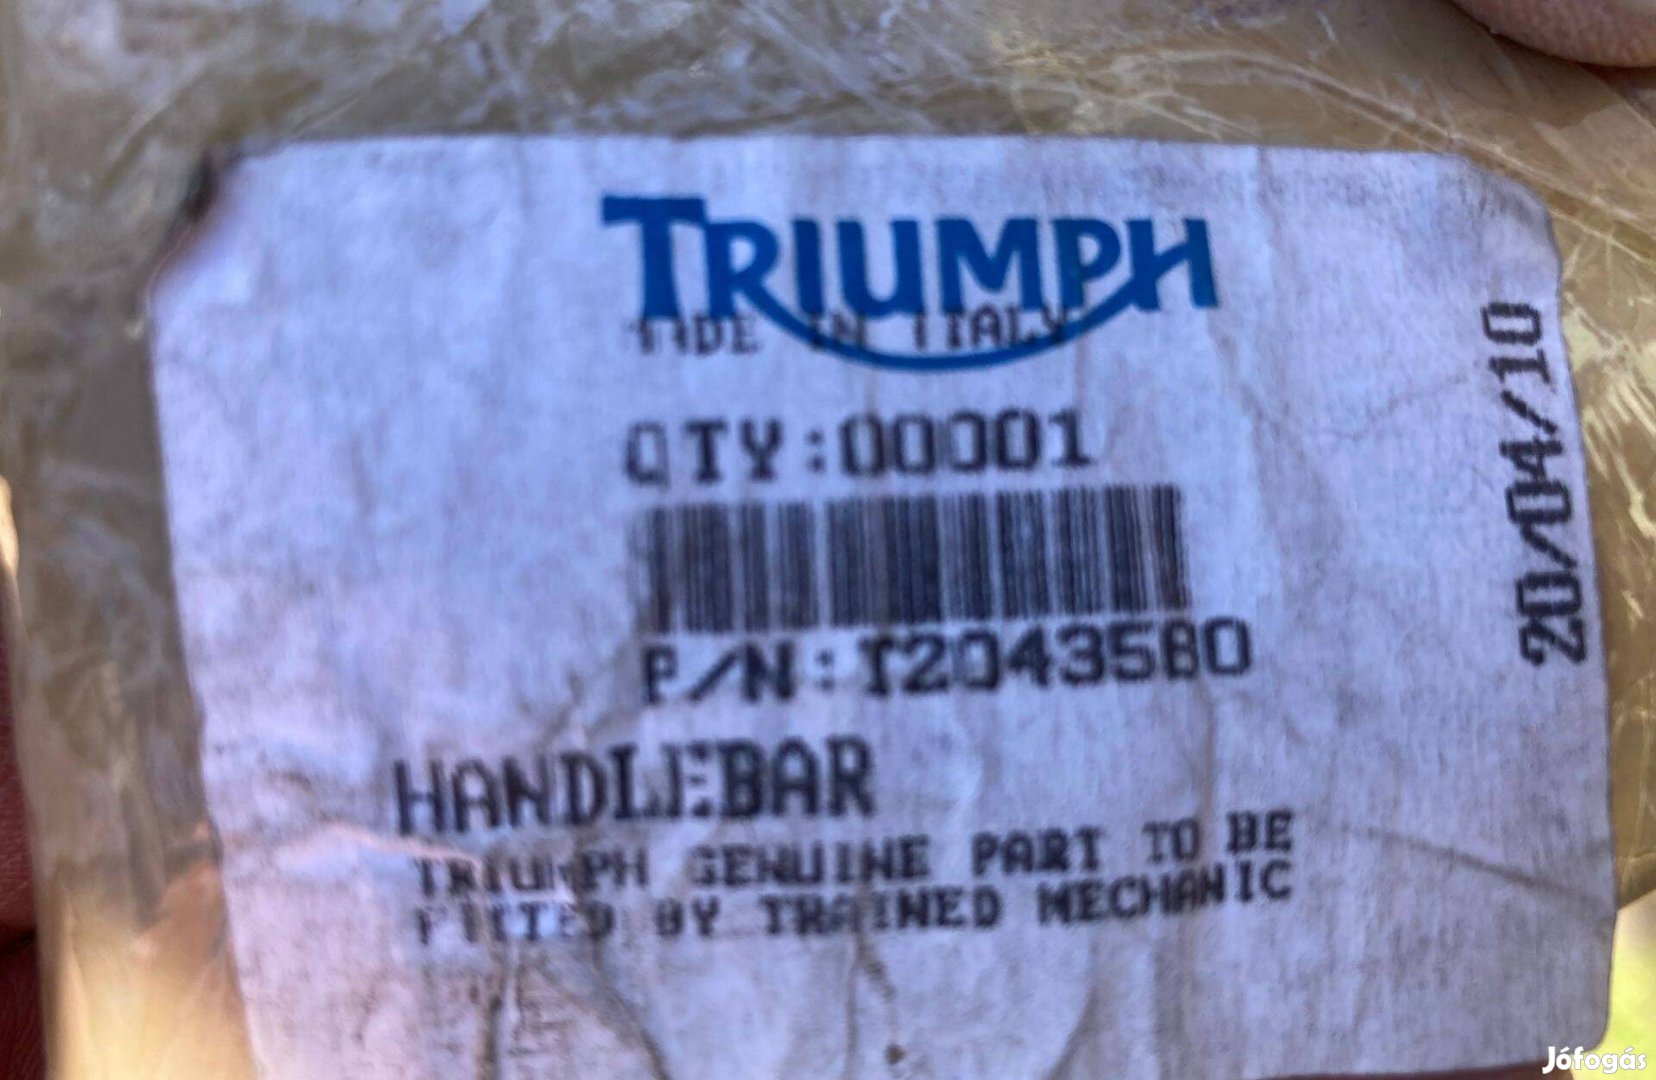 TRIUMPH
MADE IN ITALY
QTY:00001
P/N:T2043580
HANDLEBAR
TRIUMPH GENUINE PART TO BE
FITTED BY TRAINED MECHANIC
20/04/10
Jófogás